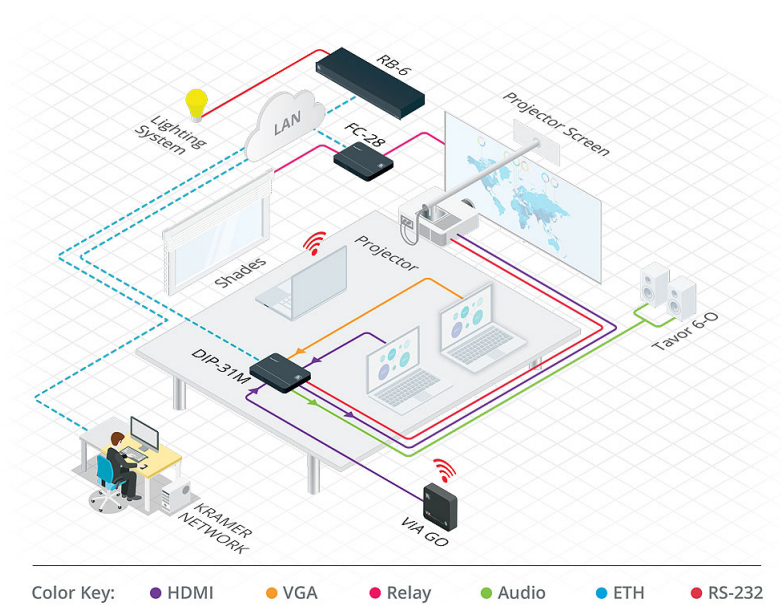 RB-6
Projector Screen
Lighting
System
LAN
FC-28
Shades
Projector
Tavor 6-O
DIP-31M
KRAMER
NETWORK
VIA GO
Color Key: HDMI VGA Relay Audio ETH RS-232